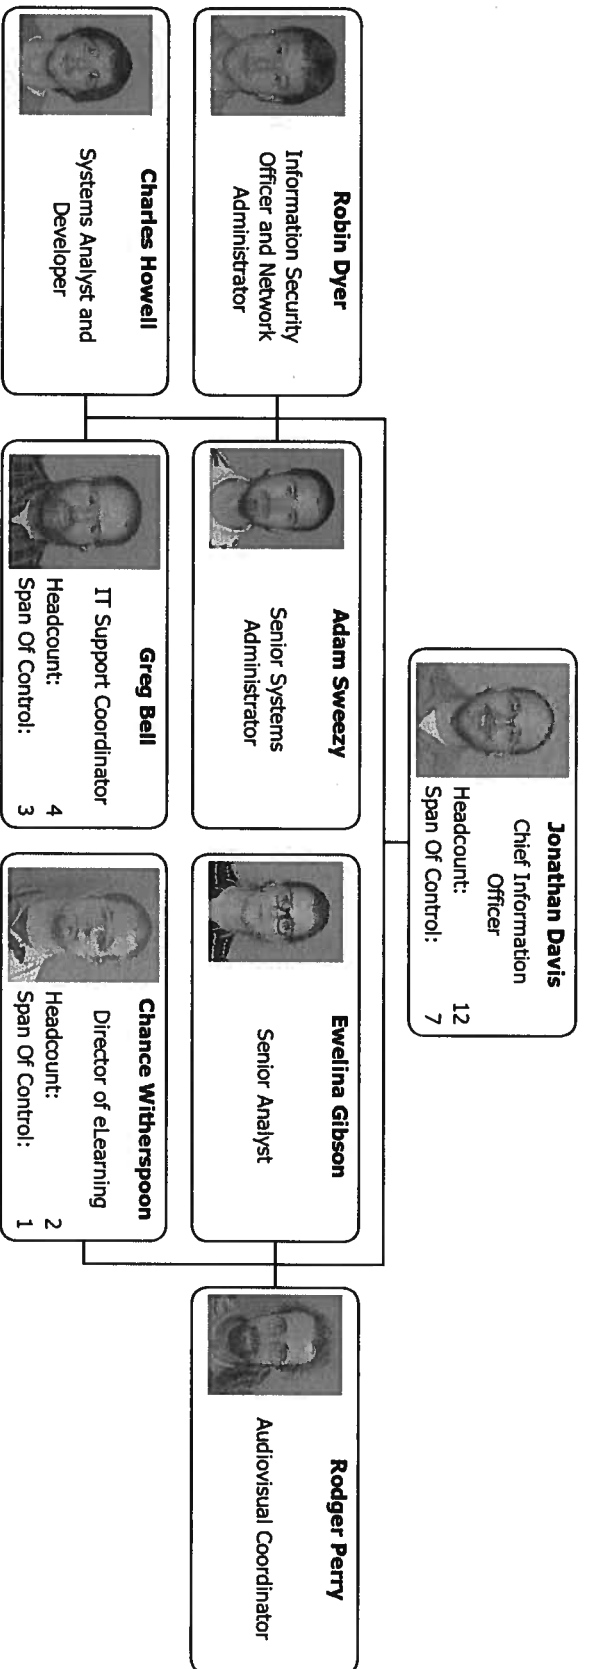 Jonathan Davis
Chief Information
Officer
Headcount: 12
Span Of Control: 7
Robin Dyer
Information Security
Officer and Network
Administrator
Adam Sweezy
Senior Systems
Administrator
Ewelina Gibson
Senior Analyst
Rodger Perry
Audiovisual Coordinator
Charles Howell
Systems Analyst and
Developer
Greg Bell
IT Support Coordinator
Headcount: 4
Span Of Control: 3
Chance Witherspoon
Director of eLearning
Headcount: 2
Span Of Control: 1